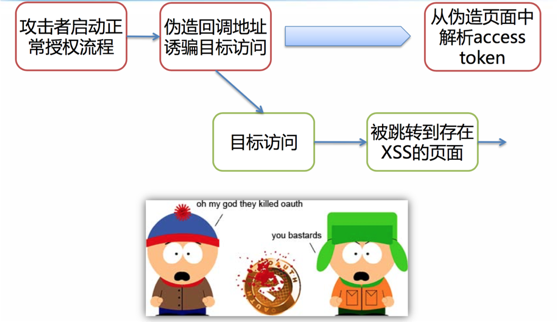 攻击者启动正
常授权流程
伪造回调地址
诱骗目标访问
从伪造页面中
解析access
token
目标访问
被跳转到存在
XSS的页面
oh my god they killed oauth
you bastards